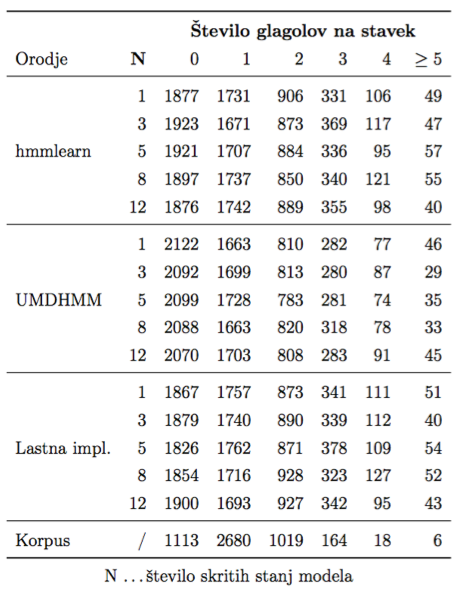 Število glagolov na stavek
Orodje N 0 1 2 3 4 ≥ 5
1 1877 1731 906 331 106 49
3 1923 1671 873 369 117 47
hmmlearn 5 1921 1707 884 336 95 57
8 1897 1737 850 340 121 55
12 1876 1742 889 355 98 40
1 2122 1663 810 282 77 46
3 2092 1699 813 280 87 29
UMDHMM 5 2099 1728 783 281 74 35
8 2088 1663 820 318 78 33
12 2070 1703 808 283 91 45
1 1867 1757 873 341 111 51
3 1879 1740 890 339 112 40
Lastna impl. 5 1826 1762 871 378 109 54
8 1854 1716 928 323 127 52
12 1900 1693 927 342 95 43
Korpus / 1113 2680 1019 164 18 6
N ...število skritih stanj modela